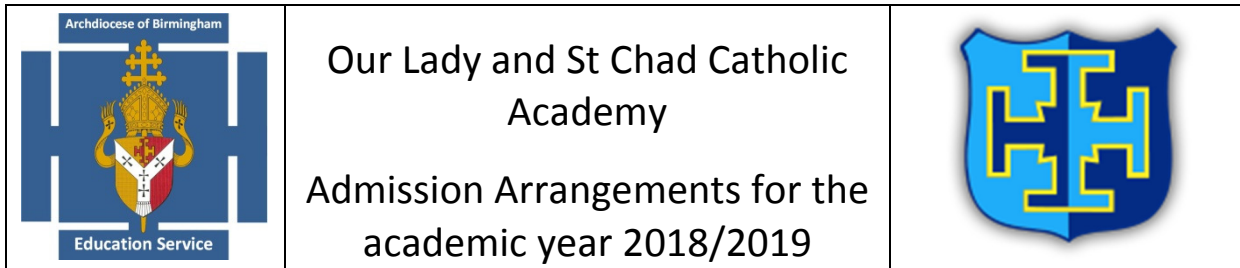 Archdiocese of Birmingham
Education Service
Our Lady and St Chad Catholic
Academy
Admission Arrangements for the
academic year 2018/2019